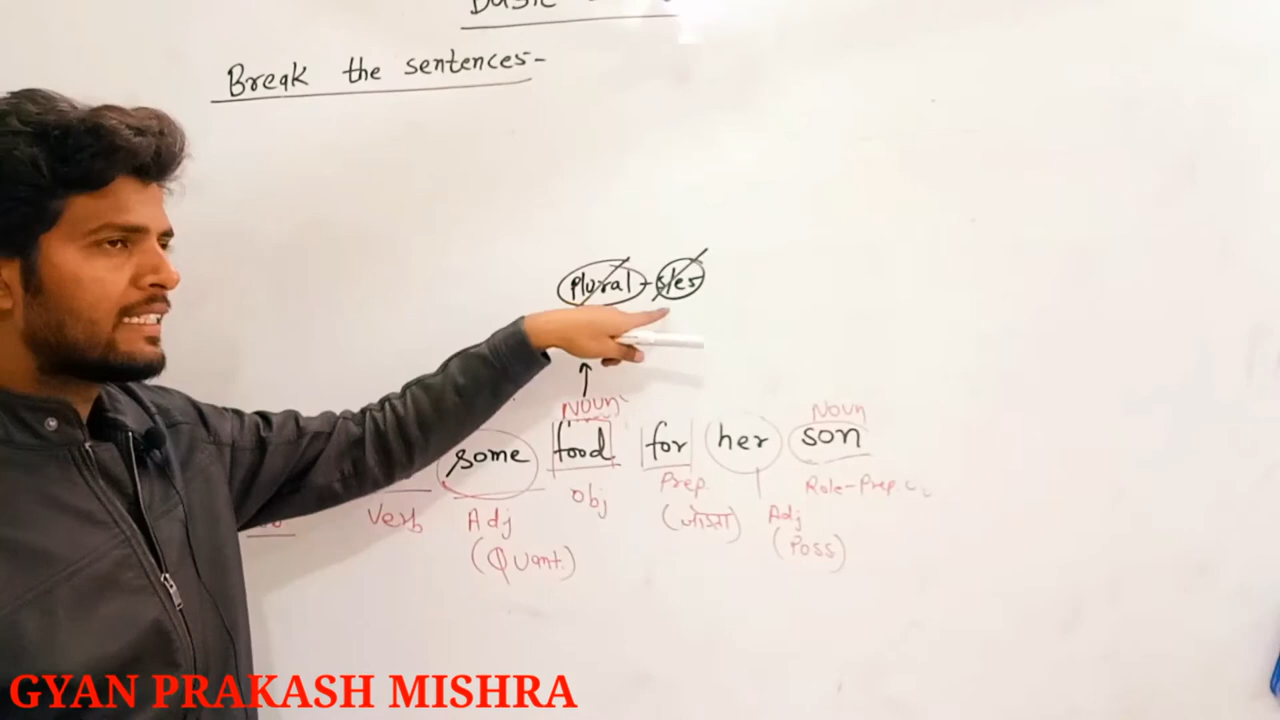 Basic
Break the sentences-
plural - s/es
Noun Noun
some food for her son
Verb Adj obj Prep Adj Role-Prep
(Quant.) (जोड़ना) (Poss)
GYAN PRAKASH MISHRA